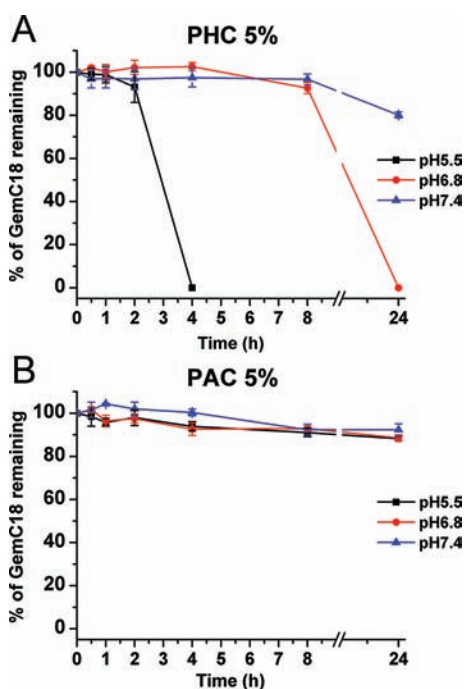 A
PHC 5%
% of GemC18 remaining
100
80
60
40
20
0
pH5.5
pH6.8
pH7.4
0 1 2 3 4 5 6 7 8 24
Time (h)
B
PAC 5%
% of GemC18 remaining
100
80
60
40
20
0
pH5.5
pH6.8
pH7.4
0 1 2 3 4 5 6 7 8 24
Time (h)